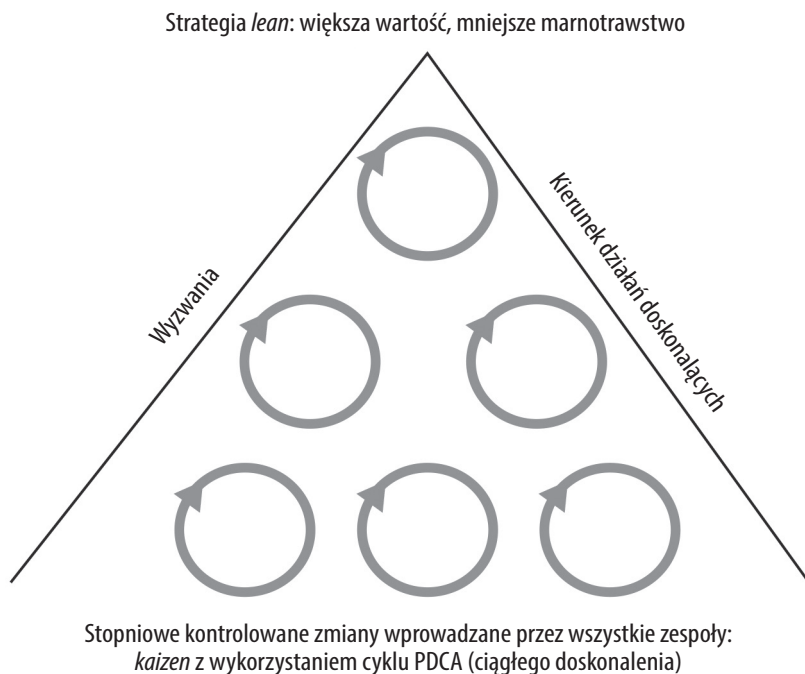 Strategia lean: większa wartość, mniejsze marnotrawstwo
Wyzwania
Kierunek działań doskonalących
Stopniowe kontrolowane zmiany wprowadzane przez wszystkie zespoły:
kaizen z wykorzystaniem cyklu PDCA (ciągłego doskonalenia)